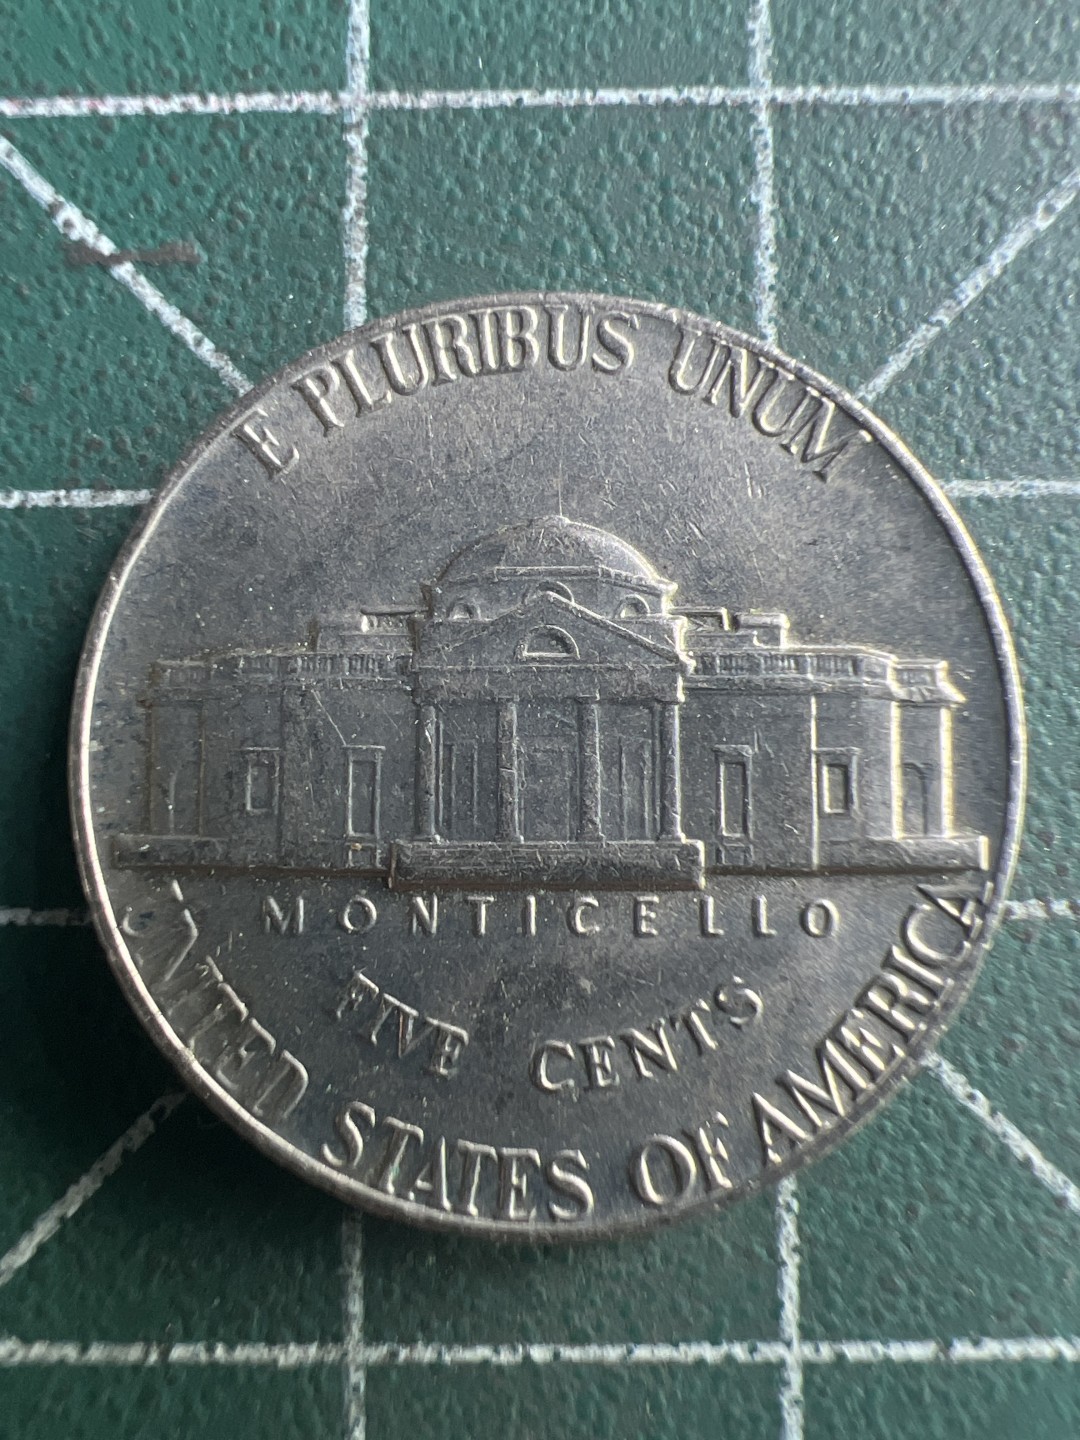 E PLURIBUS UNUM
MONTICELLO
FIVE CENTS
UNITED STATES OF AMERICA